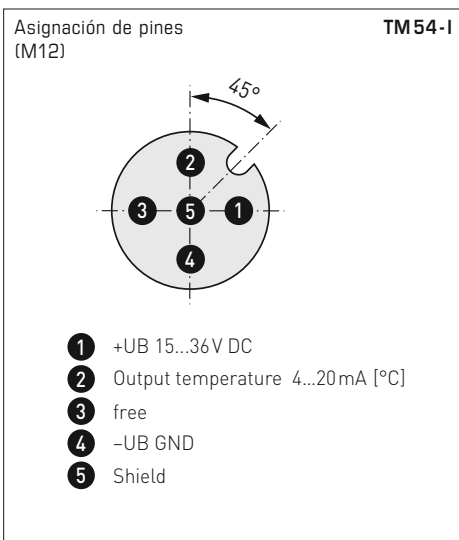 Asignación de pines TM54-I
(M12)
45°
2
3 5 1
4
1 +UB 15...36V DC
2 Output temperature 4...20mA [°C]
3 free
4 –UB GND
5 Shield